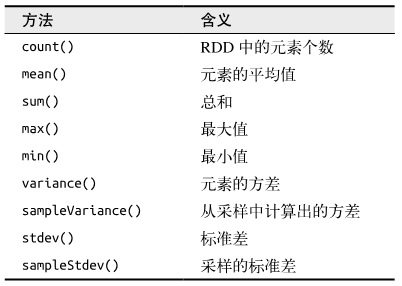 方法 含义
count() RDD 中的元素个数
mean() 元素的平均值
sum() 总和
max() 最大值
min() 最小值
variance() 元素的方差
sampleVariance() 从采样中计算出的方差
stdev() 标准差
sampleStdev() 采样的标准差